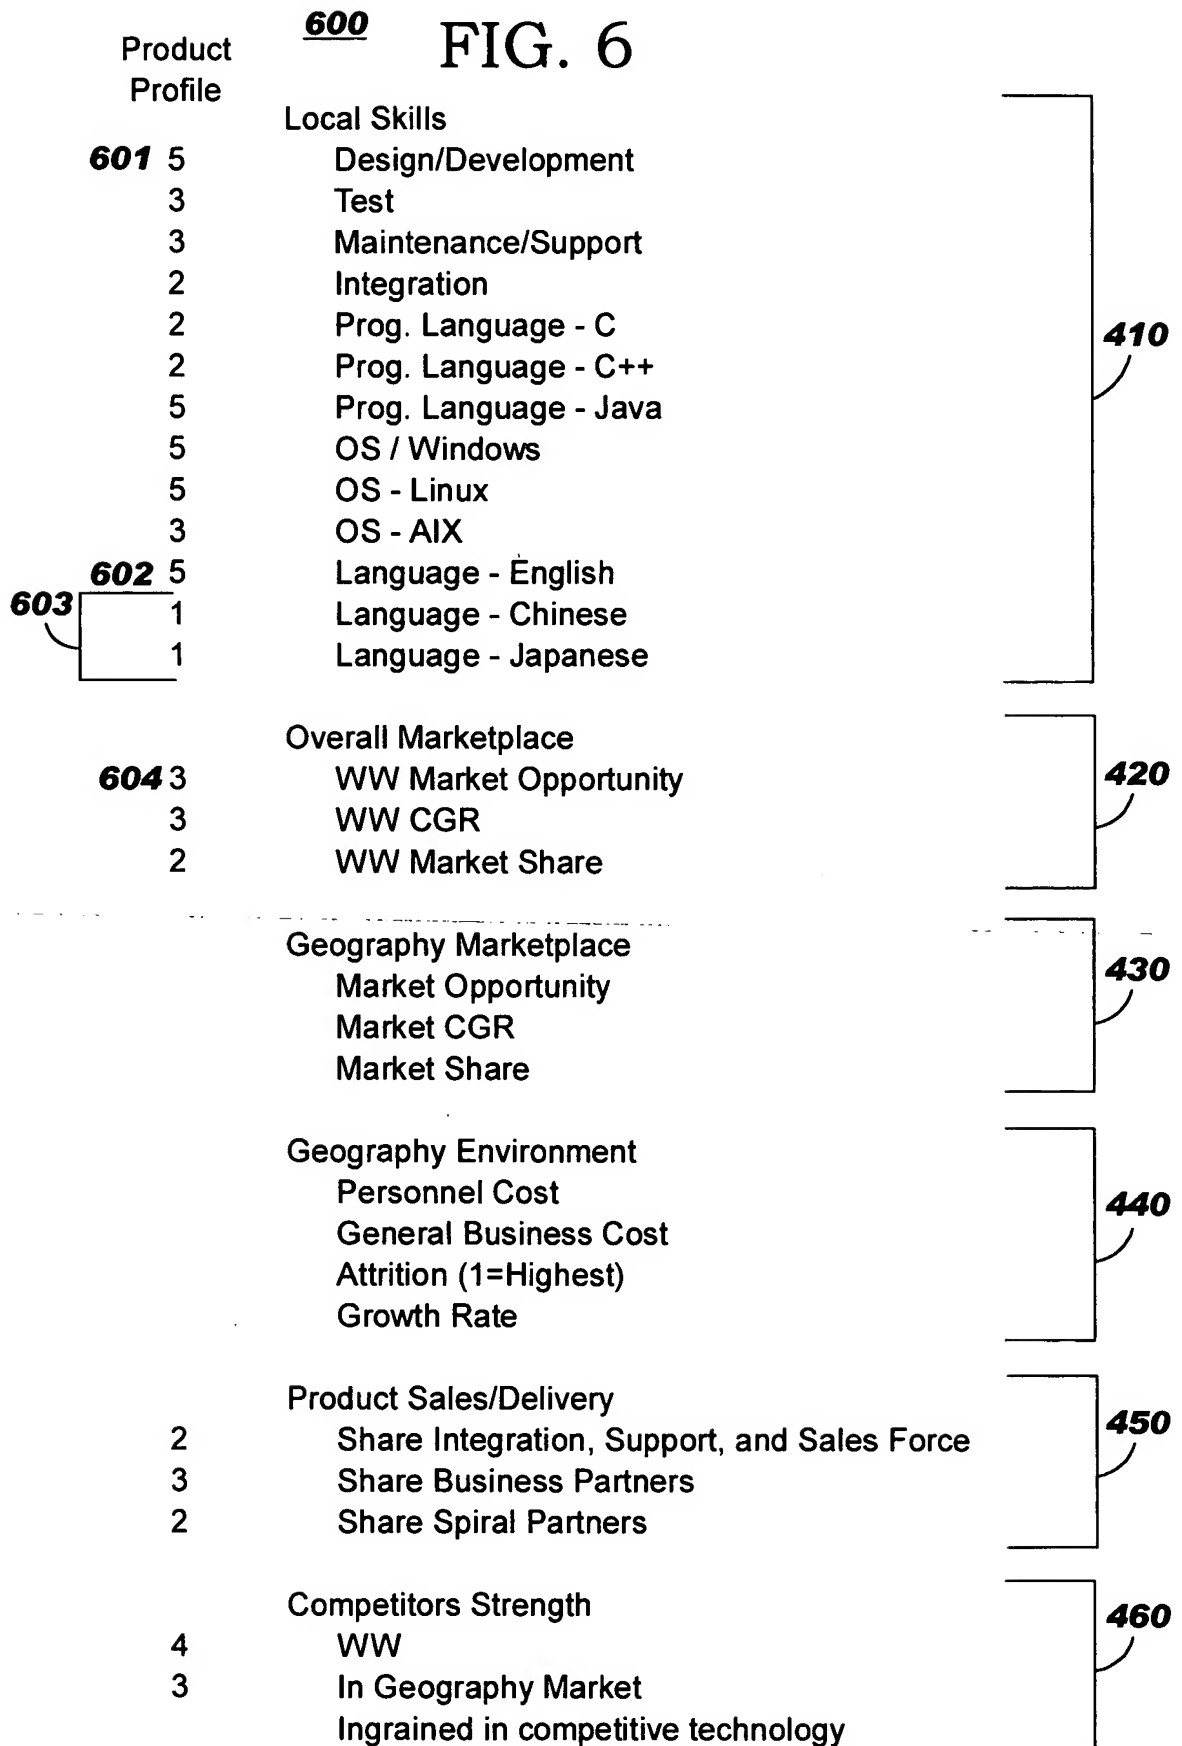 600 FIG. 6
Product
Profile
Local Skills
601 5 Design/Development
3 Test
3 Maintenance/Support
2 Integration
2 Prog. Language - C
410
2 Prog. Language - C++
5 Prog. Language - Java
5 OS / Windows
5 OS - Linux
3 OS - AIX
602 5 Language - English
603 1 Language - Chinese
1 Language - Japanese
Overall Marketplace
604 3 WW Market Opportunity 420
3 WW CGR
2 WW Market Share
Geography Marketplace
430
Market Opportunity
Market CGR
Market Share
Geography Environment
Personnel Cost 440
General Business Cost
Attrition (1=Highest)
Growth Rate
Product Sales/Delivery
450
2 Share Integration, Support, and Sales Force
3 Share Business Partners
2 Share Spiral Partners
Competitors Strength 460
4 WW
3 In Geography Market
Ingrained in competitive technology